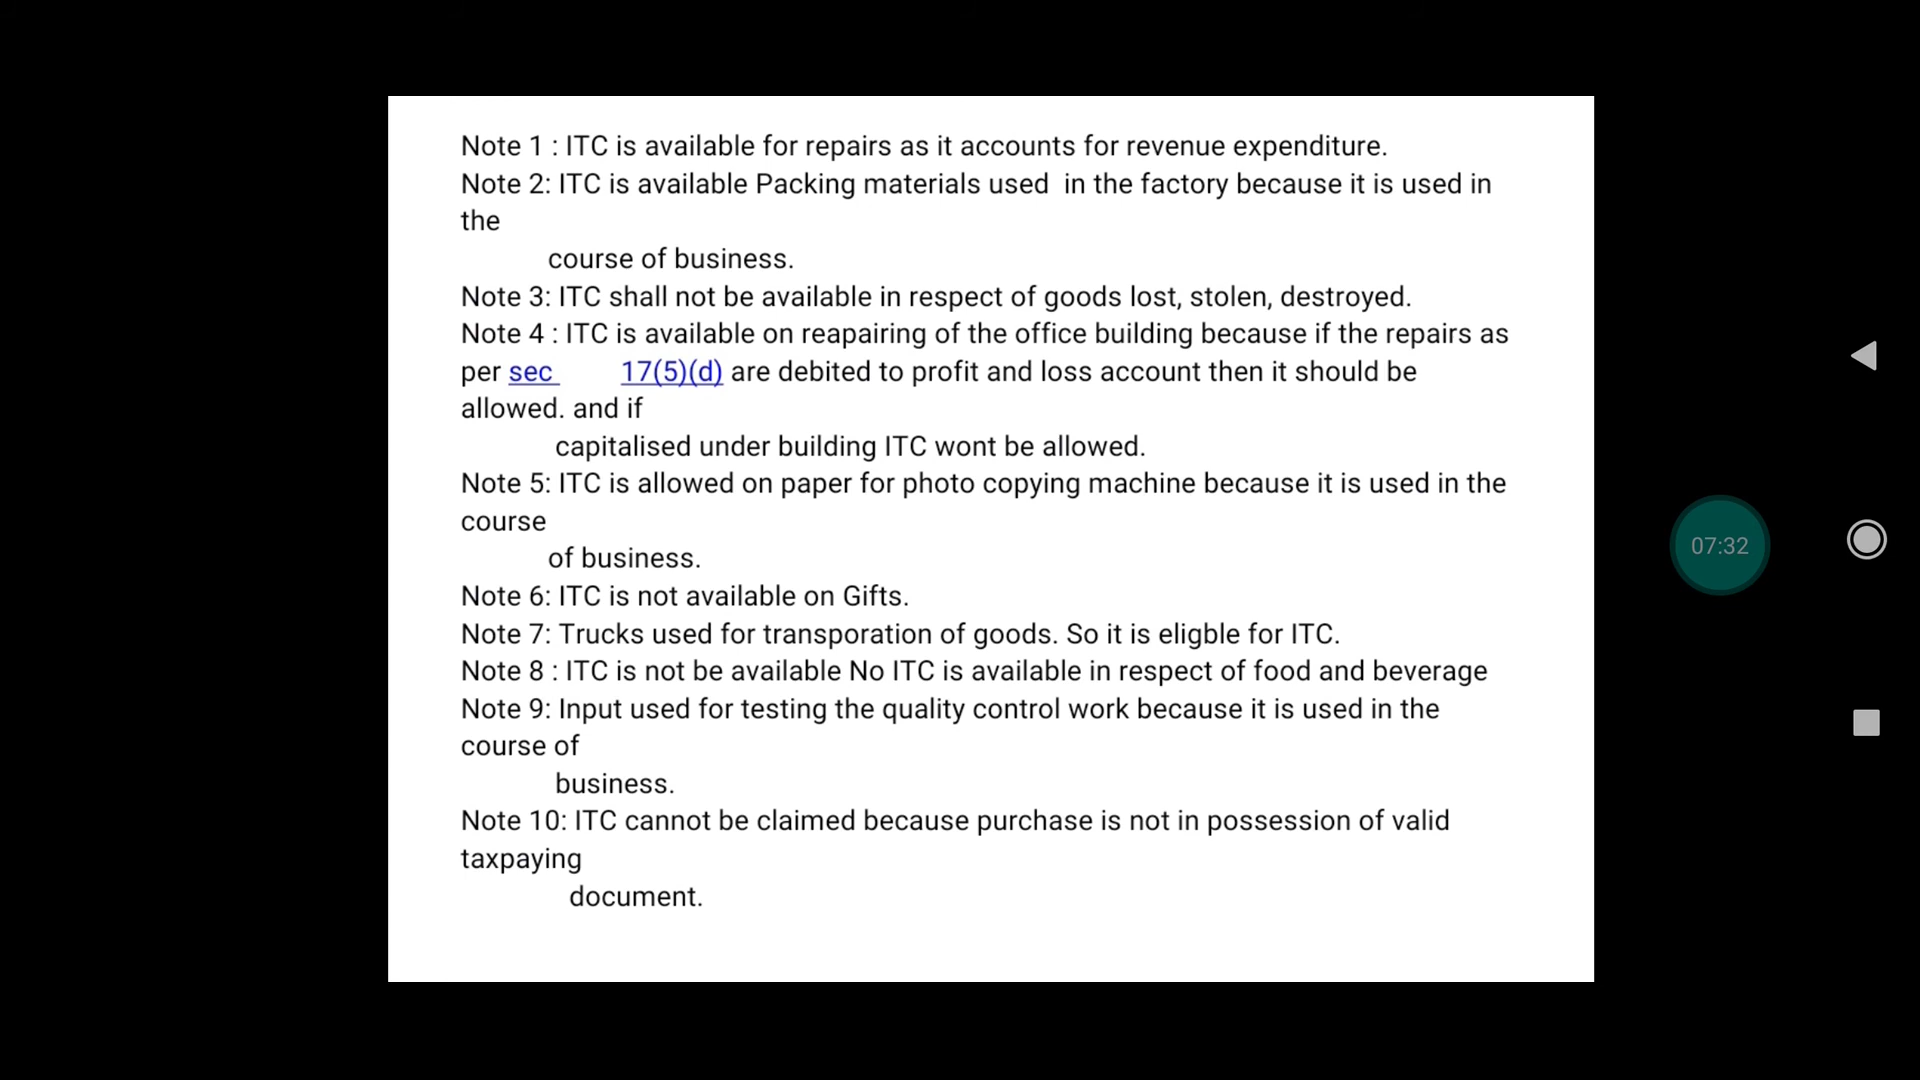 Note 1 : ITC is available for repairs as it accounts for revenue expenditure.
Note 2: ITC is available Packing materials used  in the factory because it is used in
the
course of business.
Note 3: ITC shall not be available in respect of goods lost, stolen, destroyed.
Note 4 : ITC is available on reapairing of the office building because if the repairs as
per sec 17(5)(d) are debited to profit and loss account then it should be
allowed. and if
capitalised under building ITC wont be allowed.
Note 5: ITC is allowed on paper for photo copying machine because it is used in the
course
of business.
Note 6: ITC is not available on Gifts.
Note 7: Trucks used for transporation of goods. So it is eligble for ITC.
Note 8 : ITC is not be available No ITC is available in respect of food and beverage
Note 9: Input used for testing the quality control work because it is used in the
course of
business.
Note 10: ITC cannot be claimed because purchase is not in possession of valid
taxpaying
document.
07:32